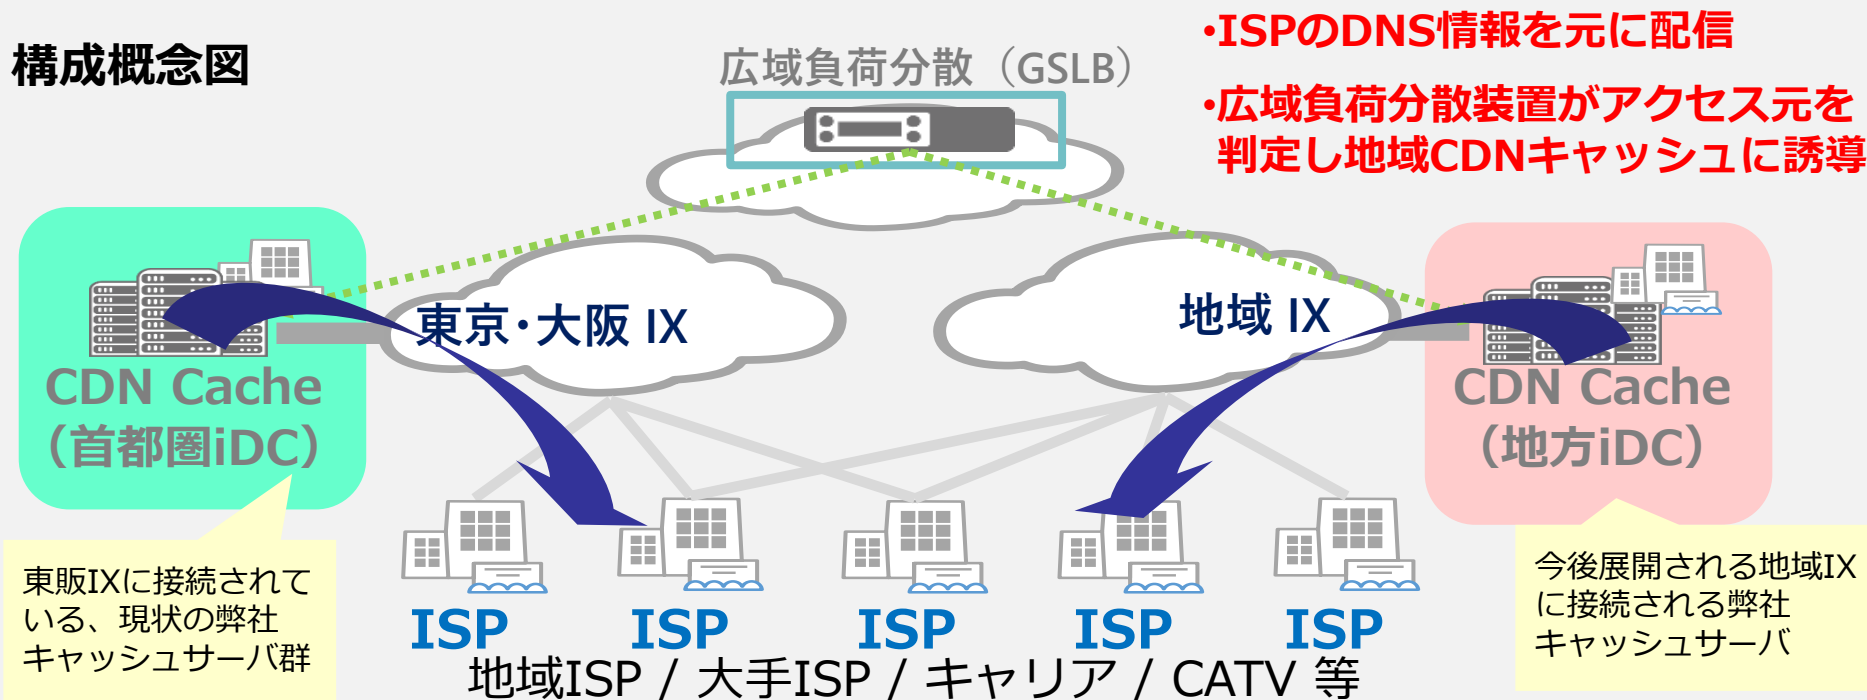 構成概念図
広域負荷分散（GSLB）
・ISPのDNS情報を元に配信
・広域負荷分散装置がアクセス元を
判定し地域CDNキャッシュに誘導
東京・大阪 IX
地域 IX
CDN Cache
（首都圏iDC）
CDN Cache
（地方iDC）
東販IXに接続されて
いる、現状の弊社
キャッシュサーバ群
今後展開される地域IX
に接続される弊社
キャッシュサーバ
ISP
ISP
ISP
ISP
ISP
地域ISP / 大手ISP / キャリア / CATV 等